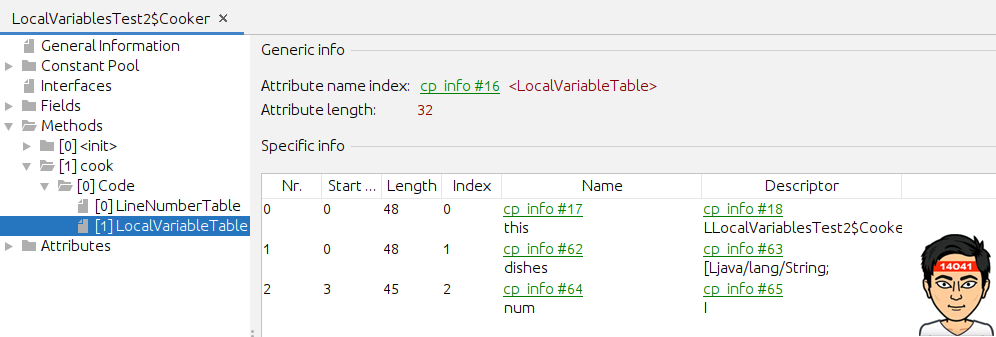 LocalVariablesTest2$Cooker ×
General Information
Constant Pool
Interfaces
Fields
Methods
[0] <init>
[1] cook
[0] Code
[0] LineNumberTable
[1] LocalVariableTable
Attributes
Generic info
Attribute name index: cp_info #16 <LocalVariableTable>
Attribute length: 32
Specific info
Nr. Start ... Length Index Name Descriptor
0 0 48 0 cp_info #17 cp_info #18
this LLocalVariablesTest2$Cooke
1 0 48 1 cp_info #62 cp_info #63
dishes [Ljava/lang/String;
2 3 45 2 cp_info #64 cp_info #65
num I
14041